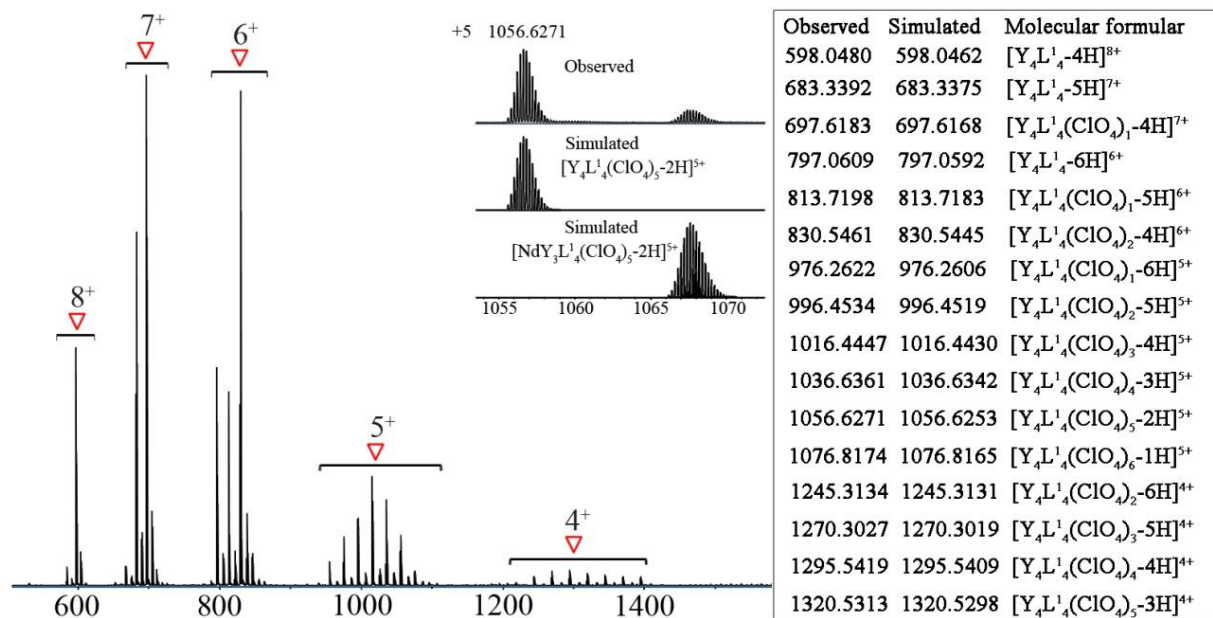 7⁺
6⁺
8⁺
5⁺
4⁺
600 800 1000 1200 1400
+5 1056.6271
Observed
Simulated
[Y₄L¹₄(ClO₄)₅-2H]⁵⁺
Simulated
[NdY₃L¹₄(ClO₄)₅-2H]⁵⁺
1055 1060 1065 1070
Observed Simulated Molecular formular
598.0480 598.0462 [Y₄L¹₄-4H]⁸⁺
683.3392 683.3375 [Y₄L¹₄-5H]⁷⁺
697.6183 697.6168 [Y₄L¹₄(ClO₄)₁-4H]⁷⁺
797.0609 797.0592 [Y₄L¹₄-6H]⁶⁺
813.7198 813.7183 [Y₄L¹₄(ClO₄)₁-5H]⁶⁺
830.5461 830.5445 [Y₄L¹₄(ClO₄)₂-4H]⁶⁺
976.2622 976.2606 [Y₄L¹₄(ClO₄)₁-6H]⁵⁺
996.4534 996.4519 [Y₄L¹₄(ClO₄)₂-5H]⁵⁺
1016.4447 1016.4430 [Y₄L¹₄(ClO₄)₃-4H]⁵⁺
1036.6361 1036.6342 [Y₄L¹₄(ClO₄)₄-3H]⁵⁺
1056.6271 1056.6253 [Y₄L¹₄(ClO₄)₅-2H]⁵⁺
1076.8174 1076.8165 [Y₄L¹₄(ClO₄)₆-1H]⁵⁺
1245.3134 1245.3131 [Y₄L¹₄(ClO₄)₂-6H]⁴⁺
1270.3027 1270.3019 [Y₄L¹₄(ClO₄)₃-5H]⁴⁺
1295.5419 1295.5409 [Y₄L¹₄(ClO₄)₄-4H]⁴⁺
1320.5313 1320.5298 [Y₄L¹₄(ClO₄)₅-3H]⁴⁺